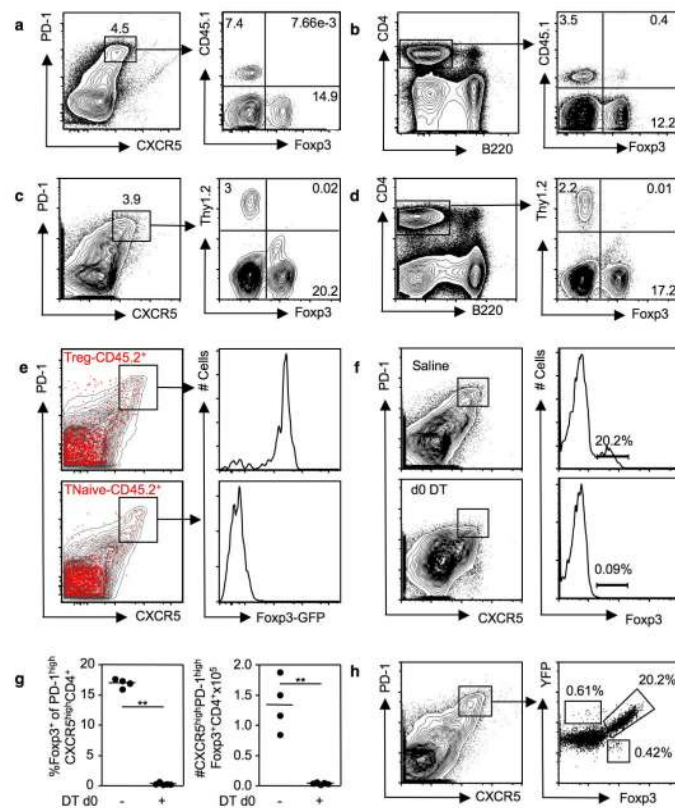 a
4.5
PD-1
CXCR5
CD45.1
7.4
7.66e-3
14.9
Foxp3
b
CD4
B220
CD45.1
3.5
0.4
12.2
Foxp3
c
3.9
PD-1
CXCR5
Thy1.2
3
0.02
20.2
Foxp3
d
CD4
B220
Thy1.2
2.2
0.01
17.2
Foxp3
e
PD-1
Treg-CD45.2⁺
# Cells
TNaive-CD45.2⁺
CXCR5
Foxp3-GFP
f
PD-1
Saline
# Cells
20.2%
d0 DT
0.09%
CXCR5
Foxp3
g
%Foxp3⁺ of PD-1ʰⁱᵍʰ
CXCR5ʰⁱᵍʰCD4⁺
20
15
10
5
0
**
DT d0 - +
#CXCR5ʰⁱᵍʰPD-1ʰⁱᵍʰ
Foxp3⁺CD4⁺x10⁵
2.0
1.5
1.0
0.5
0
**
- +
h
PD-1
CXCR5
YFP
0.61%
20.2%
0.42%
Foxp3